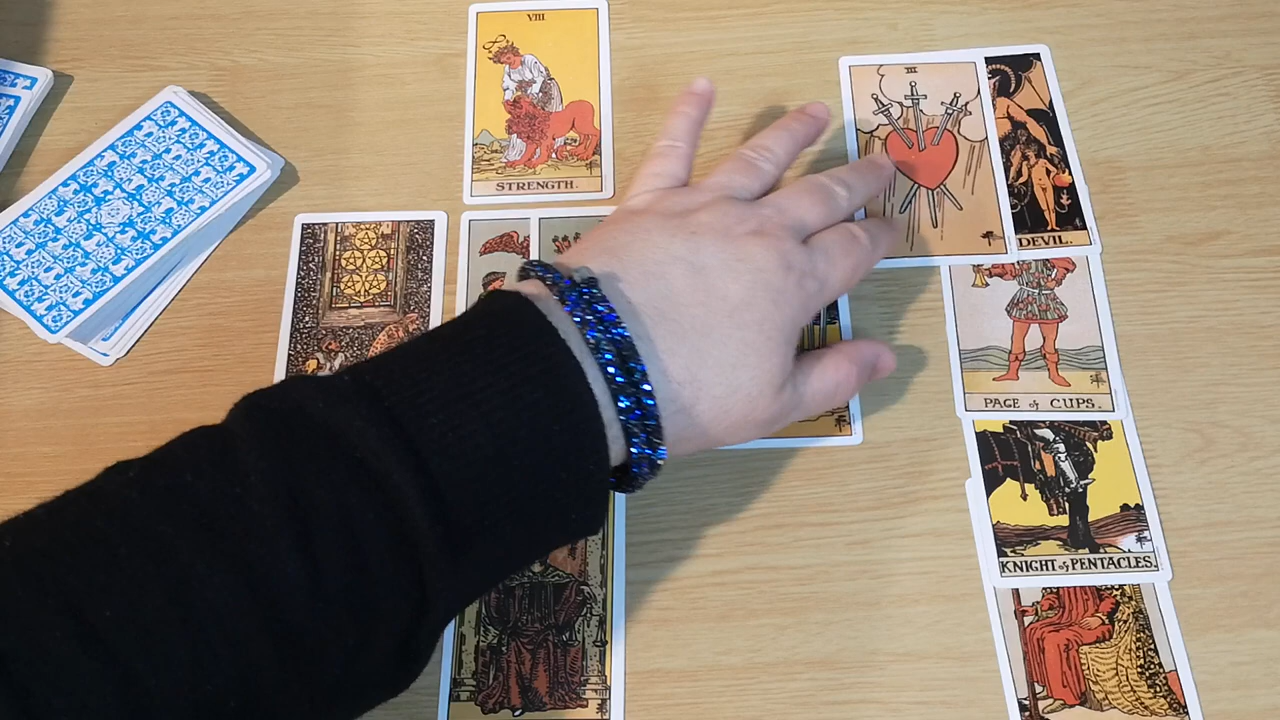 VIII
STRENGTH.
III
DEVIL.
PAGE of CUPS.
KNIGHT of PENTACLES.